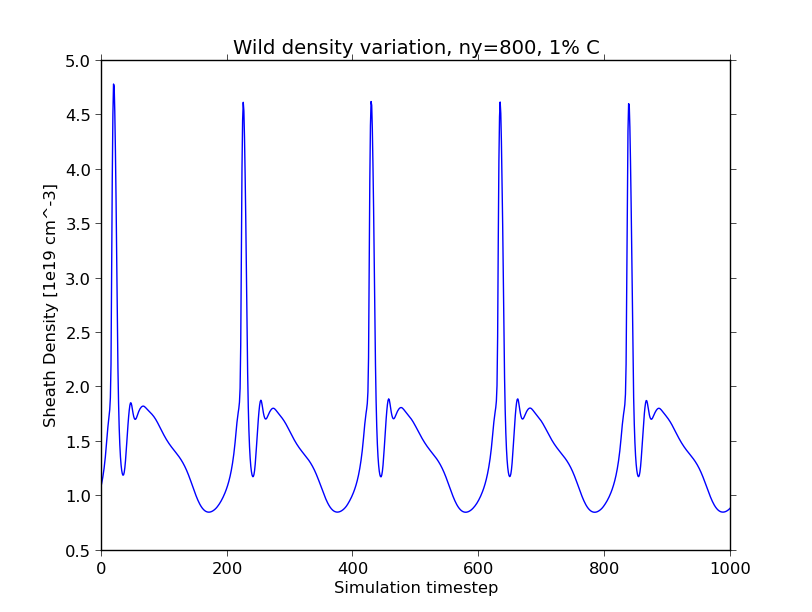 Wild density variation, ny=800, 1% C
5.0
4.5
4.0
3.5
3.0
2.5
2.0
1.5
1.0
0.5
Sheath Density [1e19 cm^-3]
0 200 400 600 800 1000
Simulation timestep